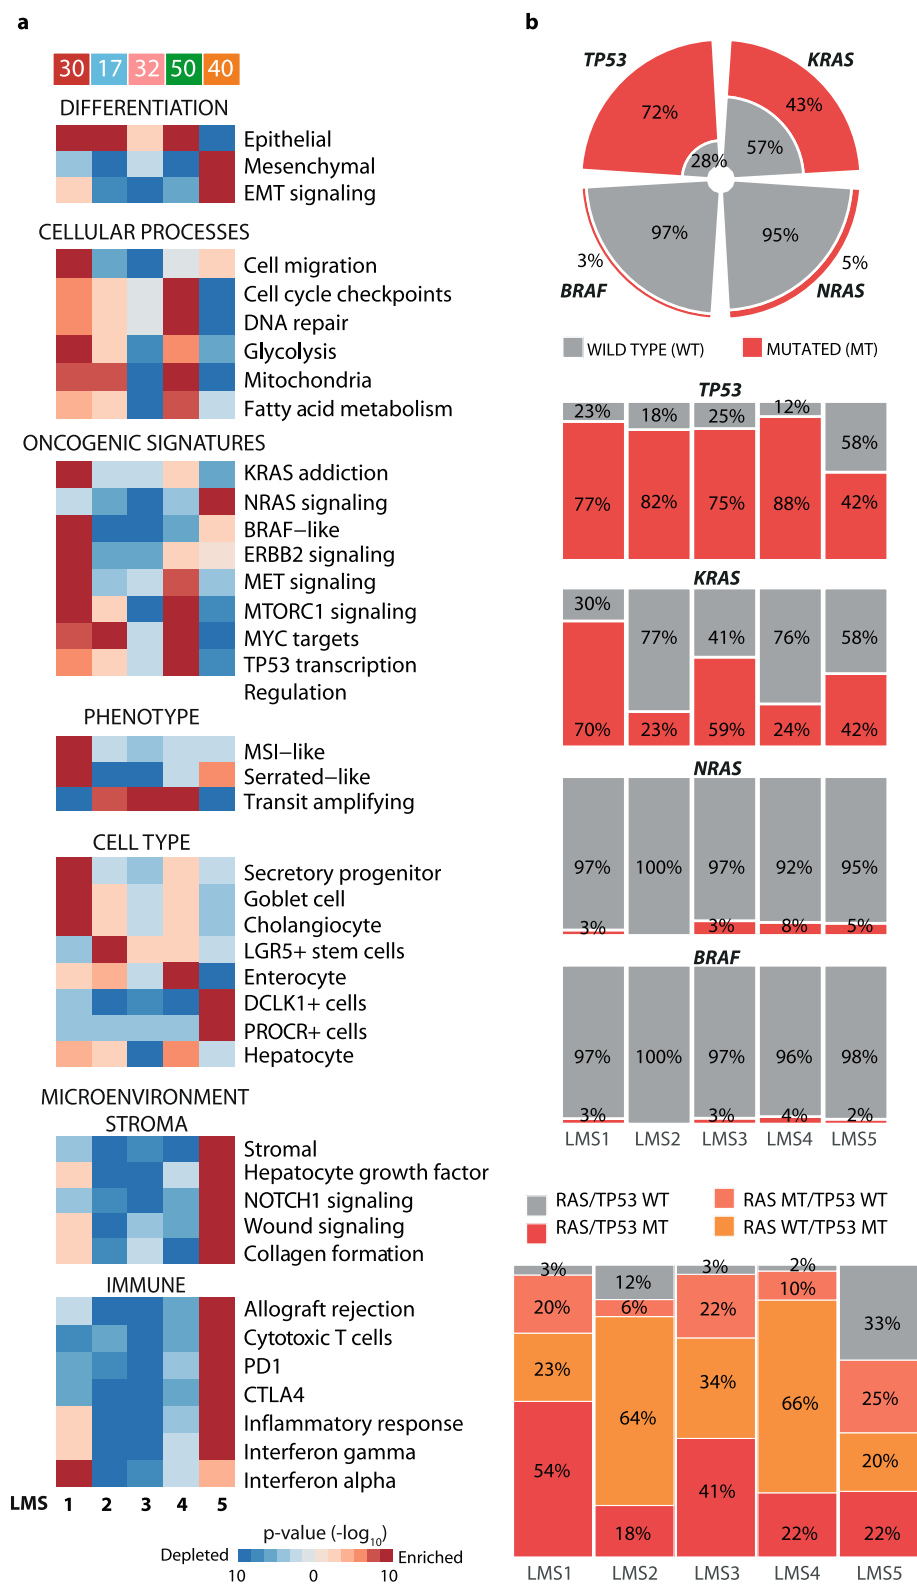 a
30 17 32 50 40
DIFFERENTIATION
Epithelial
Mesenchymal
EMT signaling
CELLULAR PROCESSES
Cell migration
Cell cycle checkpoints
DNA repair
Glycolysis
Mitochondria
Fatty acid metabolism
ONCOGENIC SIGNATURES
KRAS addiction
NRAS signaling
BRAF−like
ERBB2 signaling
MET signaling
MTORC1 signaling
MYC targets
TP53 transcription
Regulation
PHENOTYPE
MSI−like
Serrated−like
Transit amplifying
CELL TYPE
Secretory progenitor
Goblet cell
Cholangiocyte
LGR5+ stem cells
Enterocyte
DCLK1+ cells
PROCR+ cells
Hepatocyte
MICROENVIRONMENT
STROMA
Stromal
Hepatocyte growth factor
NOTCH1 signaling
Wound signaling
Collagen formation
IMMUNE
Allograft rejection
Cytotoxic T cells
PD1
CTLA4
Inflammatory response
Interferon gamma
Interferon alpha
LMS 1 2 3 4 5
p-value (-log10)
Depleted Enriched
10 0 10
b
TP53 KRAS
72% 43%
28% 57%
97% 95%
3% 5%
BRAF NRAS
WILD TYPE (WT) MUTATED (MT)
TP53
23% 18% 25% 12% 58%
77% 82% 75% 88% 42%
KRAS
30% 77% 41% 76% 58%
70% 23% 59% 24% 42%
NRAS
97% 100% 97% 92% 95%
3% 3% 8% 5%
BRAF
97% 100% 97% 96% 98%
3% 3% 4% 2%
LMS1 LMS2 LMS3 LMS4 LMS5
RAS/TP53 WT RAS MT/TP53 WT
RAS/TP53 MT RAS WT/TP53 MT
3% 12% 3% 2% 33%
20% 6% 22% 10% 25%
23% 64% 34% 66% 20%
54% 18% 41% 22% 22%
LMS1 LMS2 LMS3 LMS4 LMS5